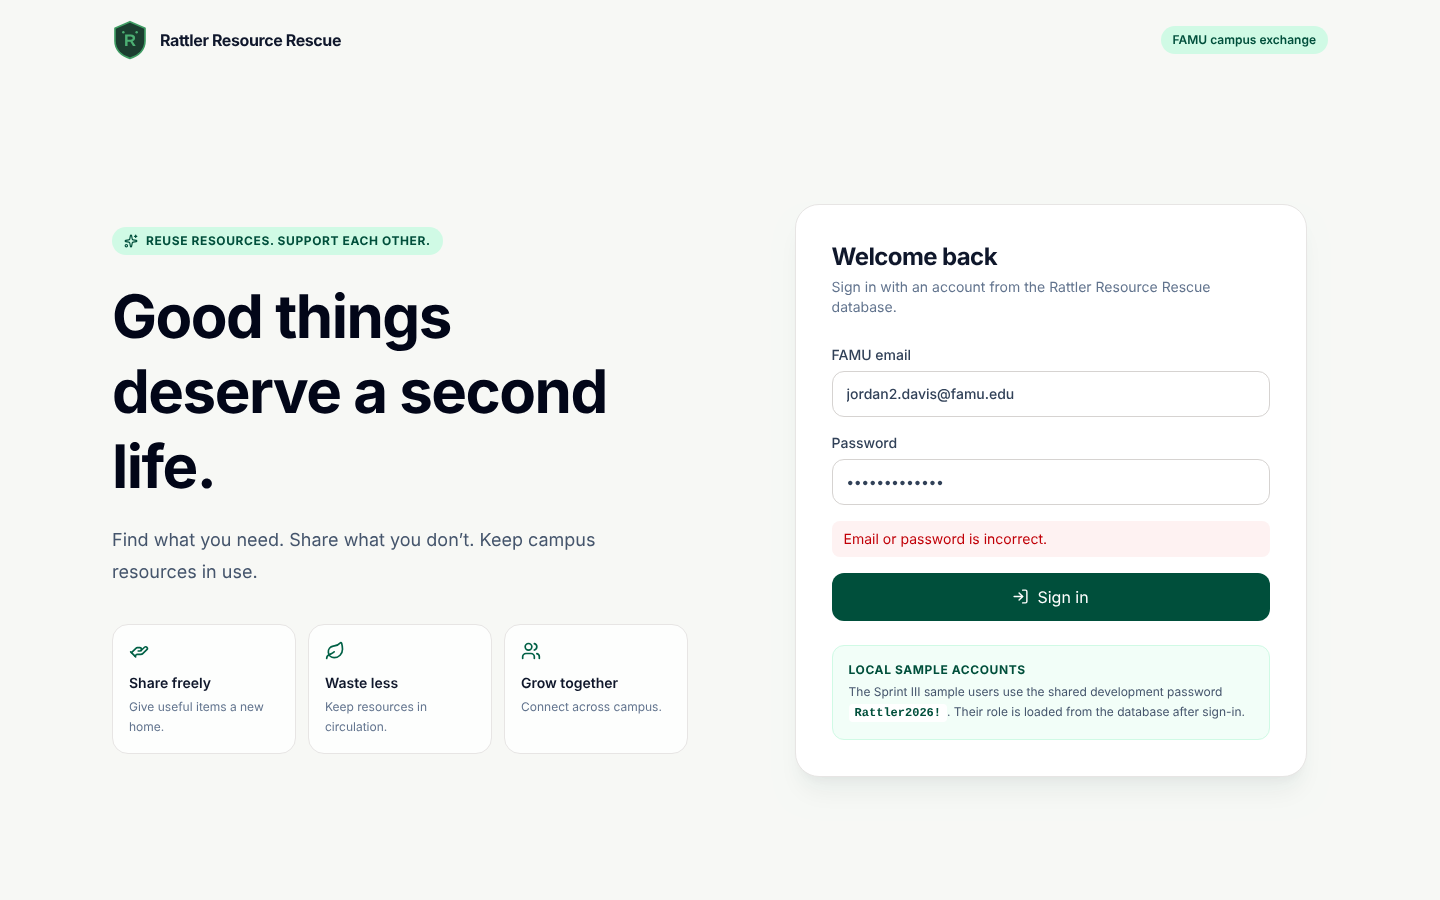 R
Rattler Resource Rescue
FAMU campus exchange
REUSE RESOURCES. SUPPORT EACH OTHER.
Good things
deserve a second
life.
Find what you need. Share what you don’t. Keep campus
resources in use.
Share freely
Give useful items a new
home.
Waste less
Keep resources in
circulation.
Grow together
Connect across campus.
Welcome back
Sign in with an account from the Rattler Resource Rescue
database.
FAMU email
jordan2.davis@famu.edu
Password
•••••••••••••
Email or password is incorrect.
Sign in
LOCAL SAMPLE ACCOUNTS
The Sprint III sample users use the shared development password
Rattler2026! . Their role is loaded from the database after sign-in.